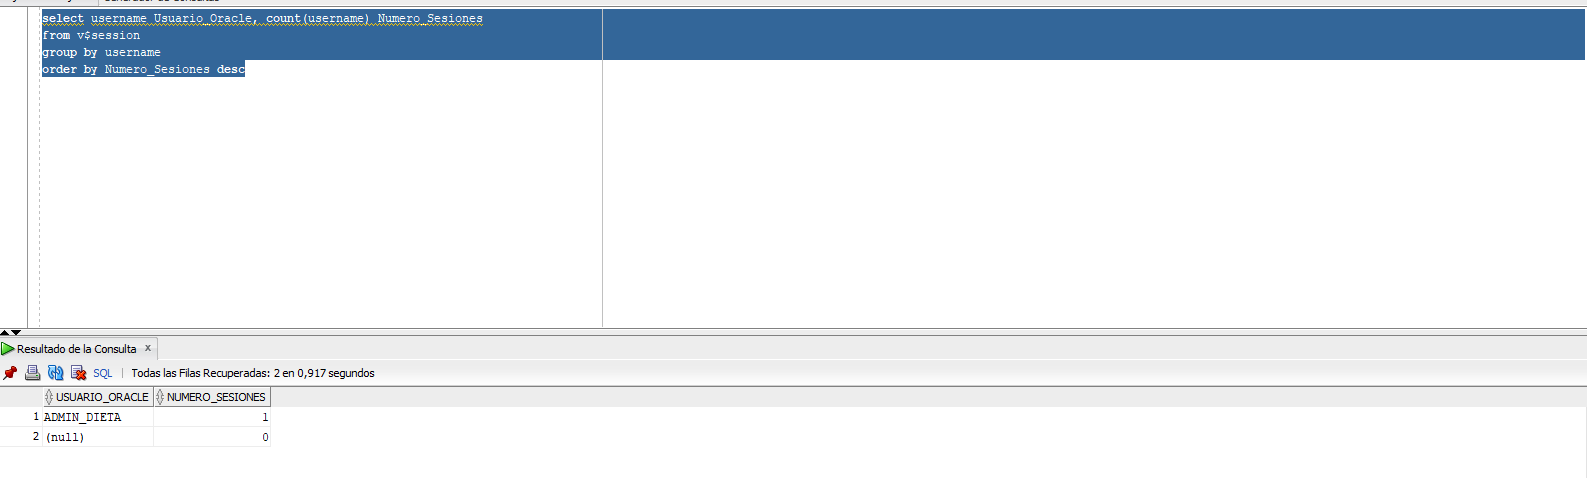 select username Usuario_Oracle, count(username) Numero_Sesiones
from v$session
group by username
order by Numero_Sesiones desc
Resultado de la Consulta x
SQL | Todas las Filas Recuperadas: 2 en 0,917 segundos
USUARIO_ORACLE NUMERO_SESIONES
1 ADMIN_DIETA 1
2 (null) 0